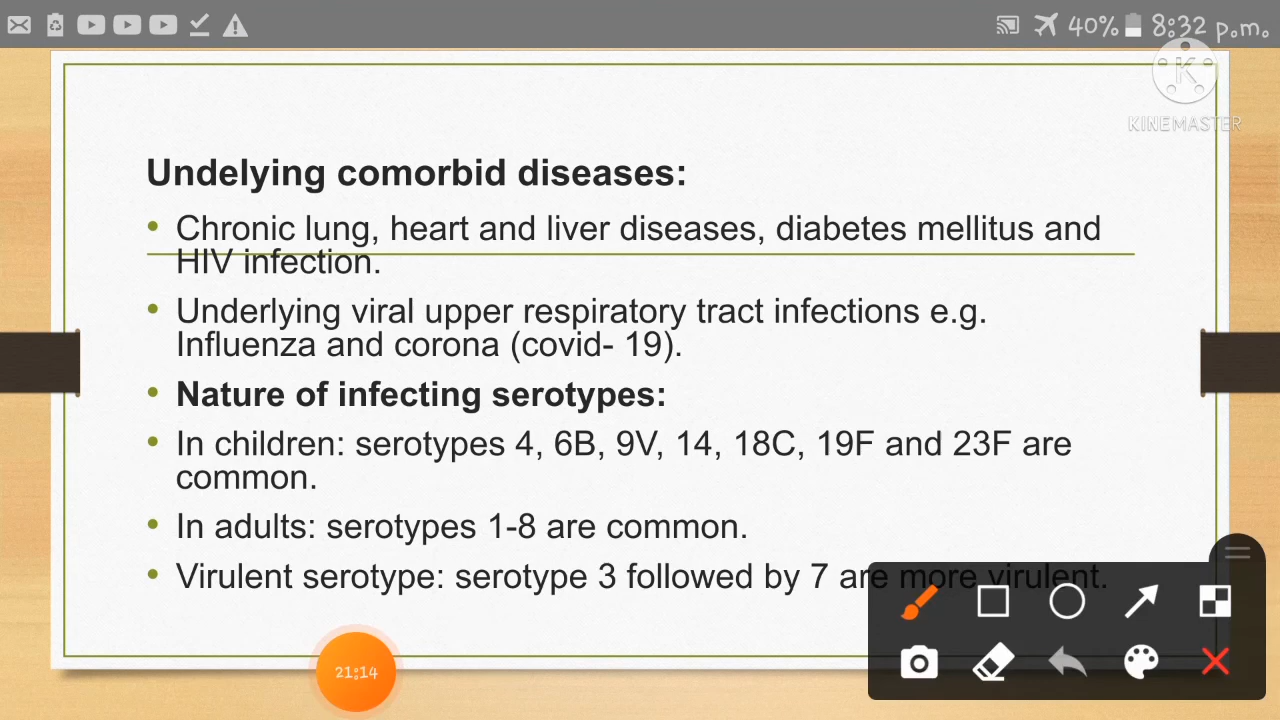 40% 8:32 p.m.
KINEMASTER
Undelying comorbid diseases:
• Chronic lung, heart and liver diseases, diabetes mellitus and
HIV infection.
• Underlying viral upper respiratory tract infections e.g.
Influenza and corona (covid- 19).
• Nature of infecting serotypes:
• In children: serotypes 4, 6B, 9V, 14, 18C, 19F and 23F are
common.
• In adults: serotypes 1-8 are common.
• Virulent serotype: serotype 3 followed by 7 are more virulent.
21:14